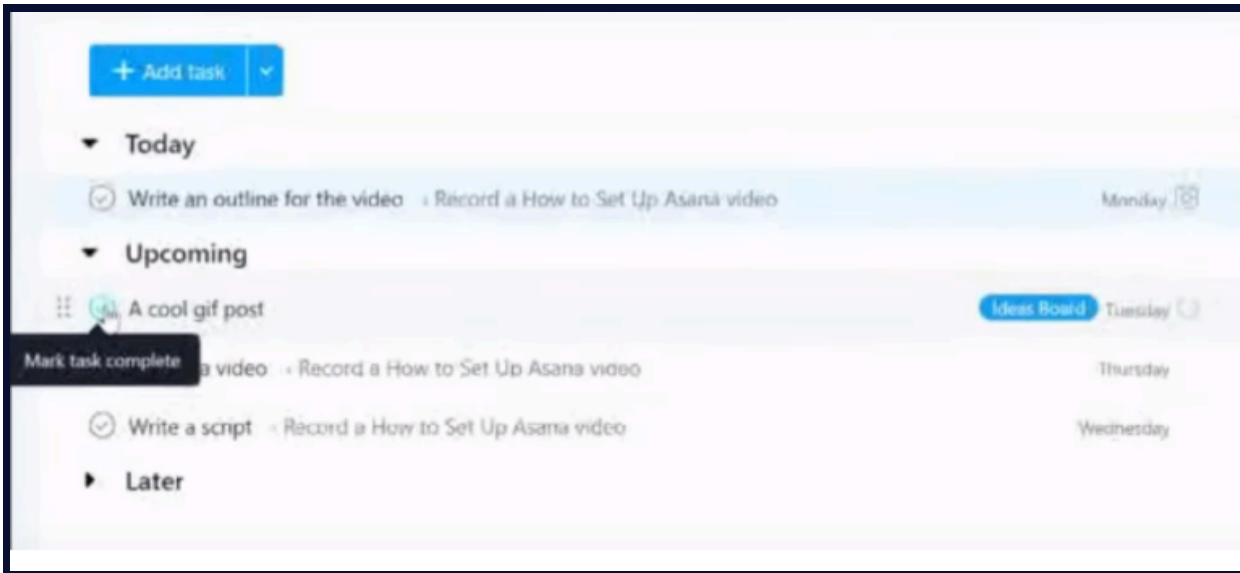 + Add task
Today
Write an outline for the video ‹ Record a How to Set Up Asana video Monday
Upcoming
A cool gif post Ideas Board Tuesday
Mark task complete
a video ‹ Record a How to Set Up Asana video Thursday
Write a script ‹ Record a How to Set Up Asana video Wednesday
Later